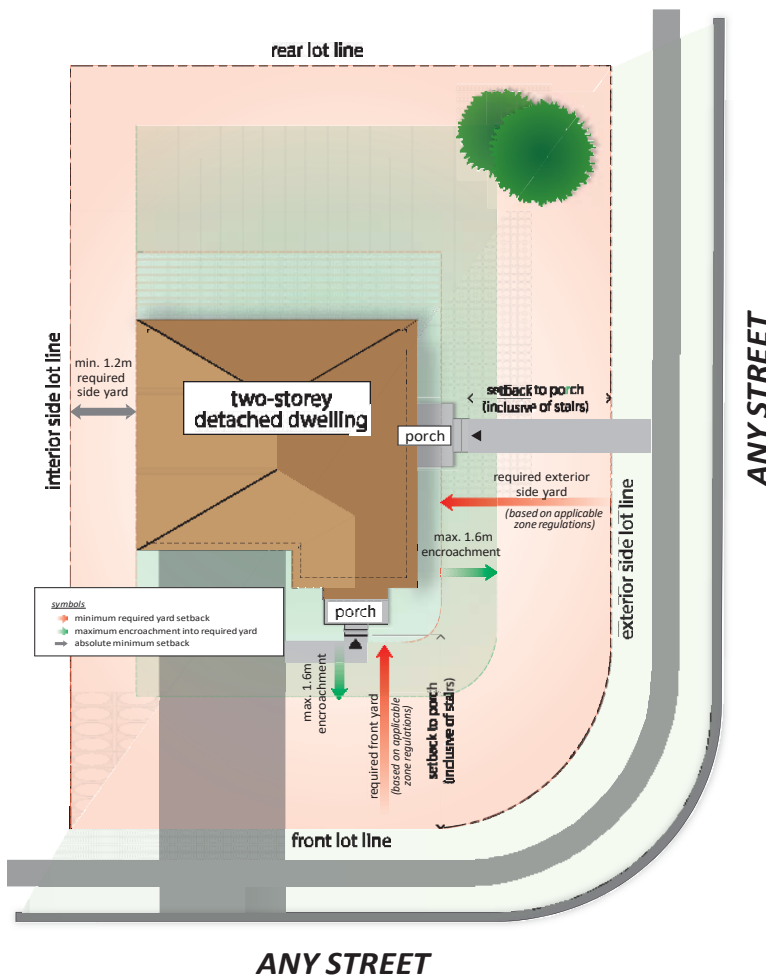 rear lot line
interior side lot line
min. 1.2m
required
side yard
two-storey
detached dwelling
setback to porch
(inclusive of stairs)
porch
required exterior
side yard
(based on applicable
zone regulations)
max. 1.6m
encroachment
exterior side lot line
ANY STREET
symbols
minimum required yard setback
maximum encroachment into required yard
absolute minimum setback
porch
max. 1.6m
encroachment
required front yard
(based on applicable
zone regulations)
setback to porch
(inclusive of stairs)
front lot line
ANY STREET